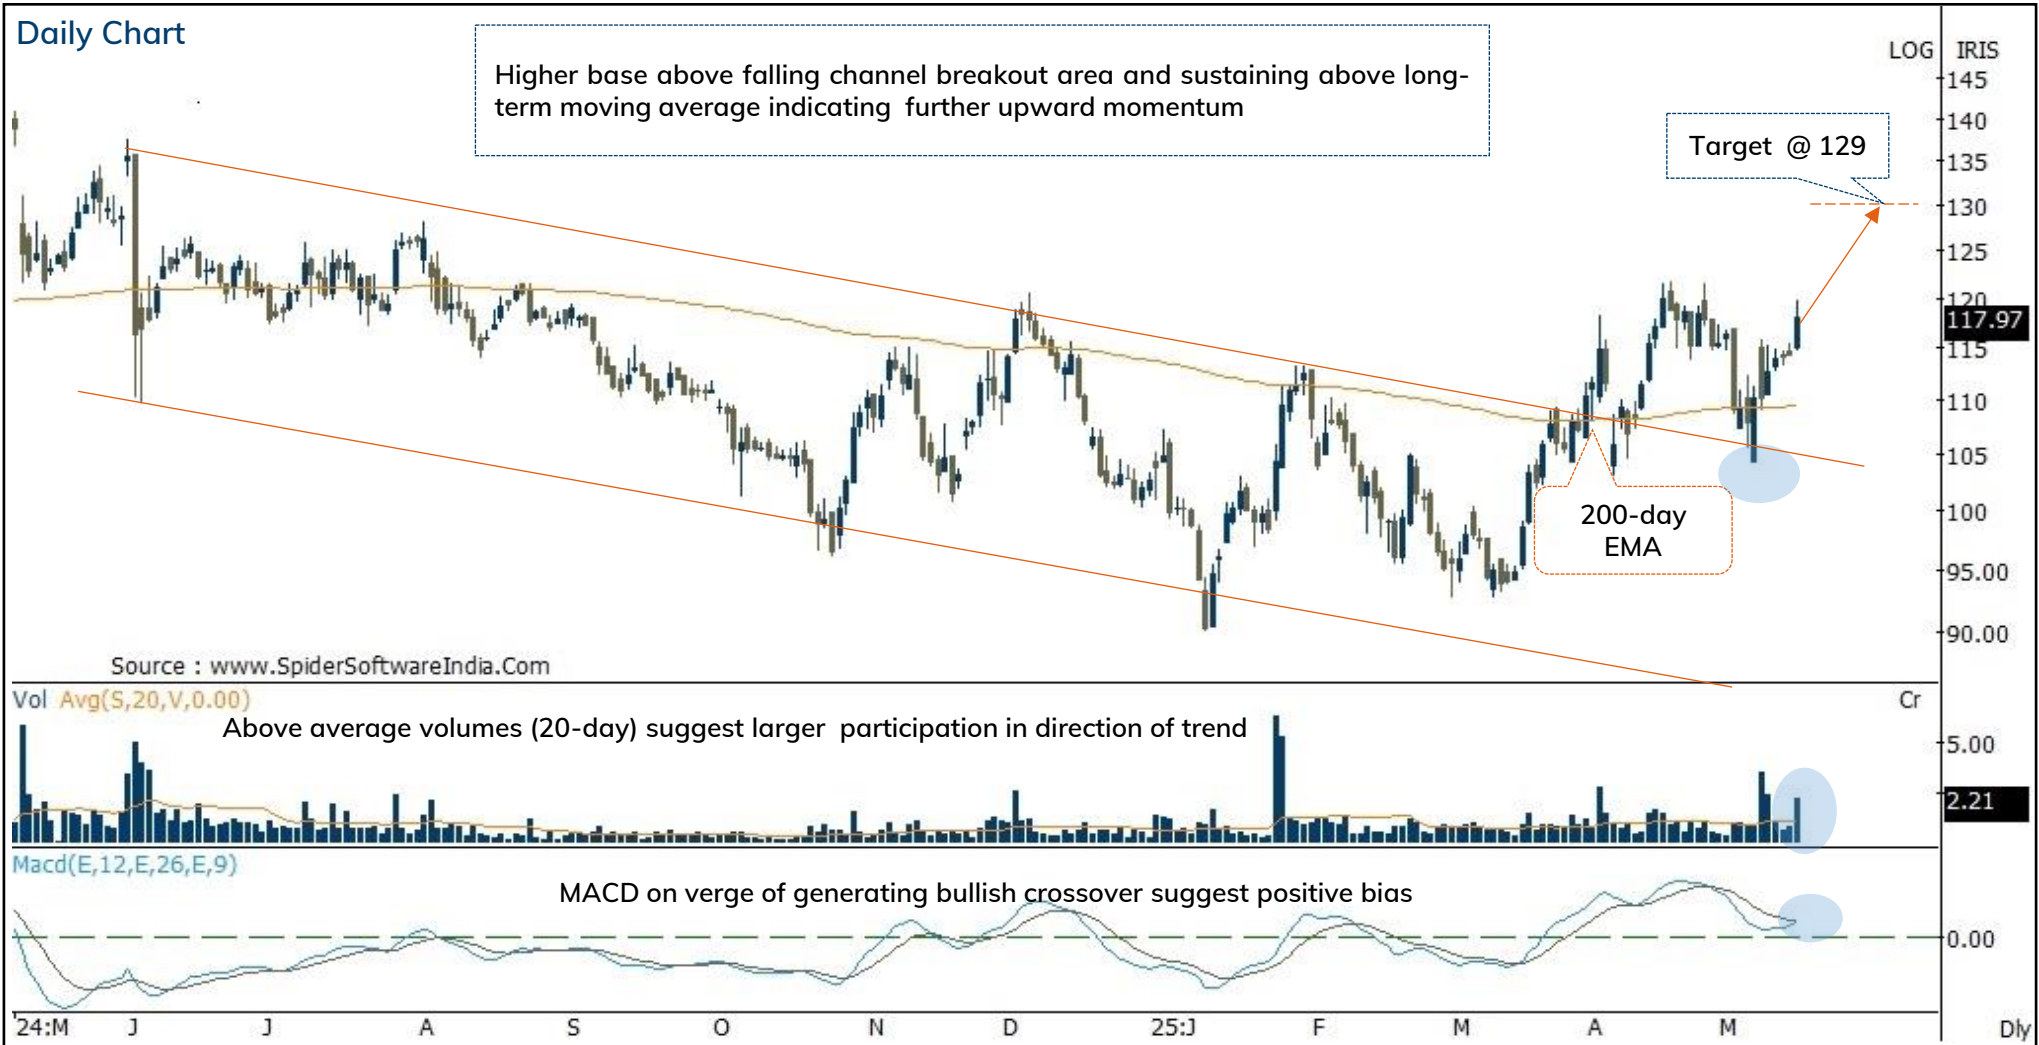 Daily Chart
LOG IRIS
Higher base above falling channel breakout area and sustaining above long-
term moving average indicating further upward momentum
Target @ 129
145
140
135
130
125
120
117.97
115
110
105
100
95.00
90.00
200-day
EMA
Source : www.SpiderSoftwareIndia.Com
Vol Avg(S,20,V,0.00)
Cr
Above average volumes (20-day) suggest larger participation in direction of trend
5.00
2.21
Macd(E,12,E,26,E,9)
MACD on verge of generating bullish crossover suggest positive bias
0.00
'24:M J J A S O N D 25:J F M A M Dly